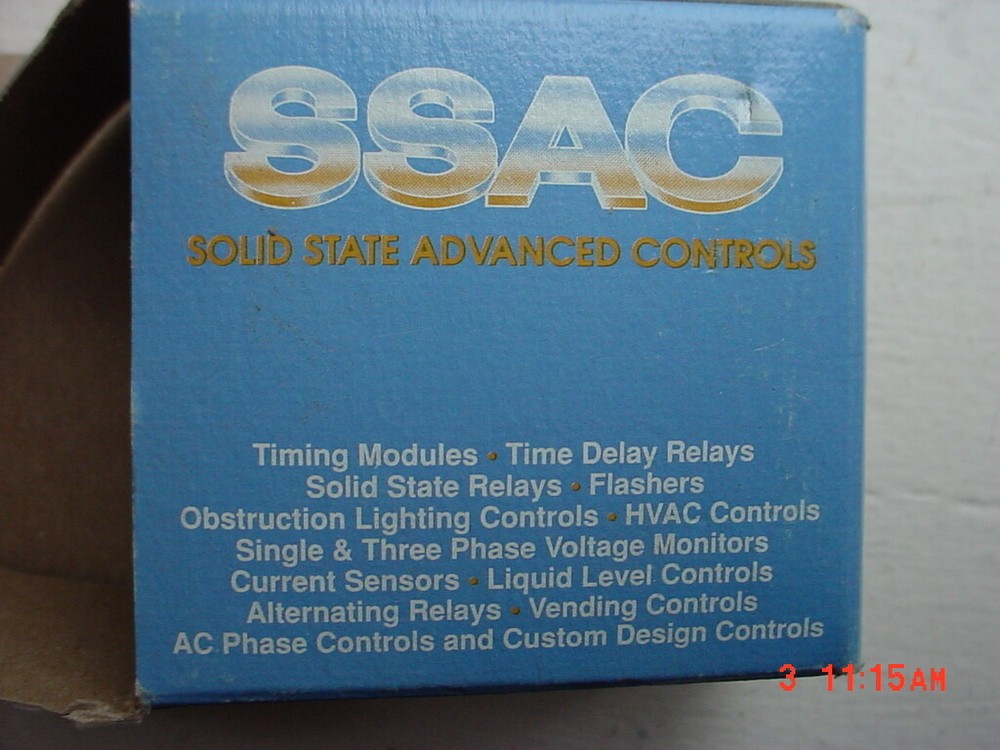 SSAC
SOLID STATE ADVANCED CONTROLS
Timing Modules • Time Delay Relays
Solid State Relays • Flashers
Obstruction Lighting Controls • HVAC Controls
Single & Three Phase Voltage Monitors
Current Sensors • Liquid Level Controls
Alternating Relays • Vending Controls
AC Phase Controls and Custom Design Controls
3 11:15AM